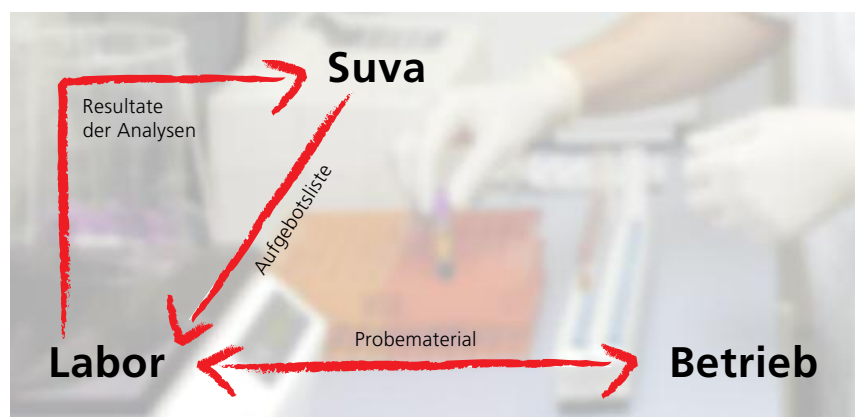 Suva
Resultate
der Analysen
Aufgebotsliste
Probematerial
Labor
Betrieb